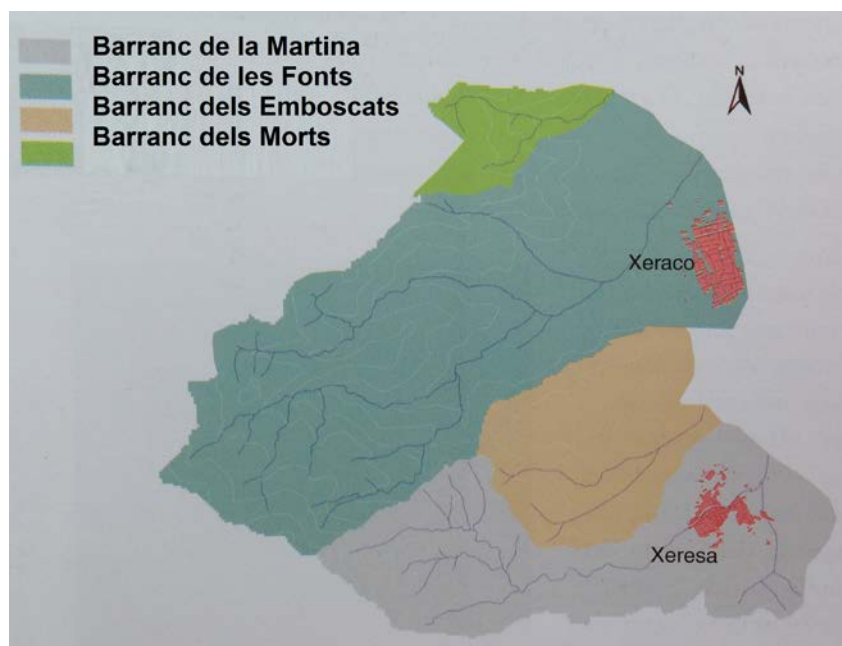 Barranc de la Martina
Barranc de les Fonts
Barranc dels Emboscats
Barranc dels Morts
N
Xeraco
Xeresa